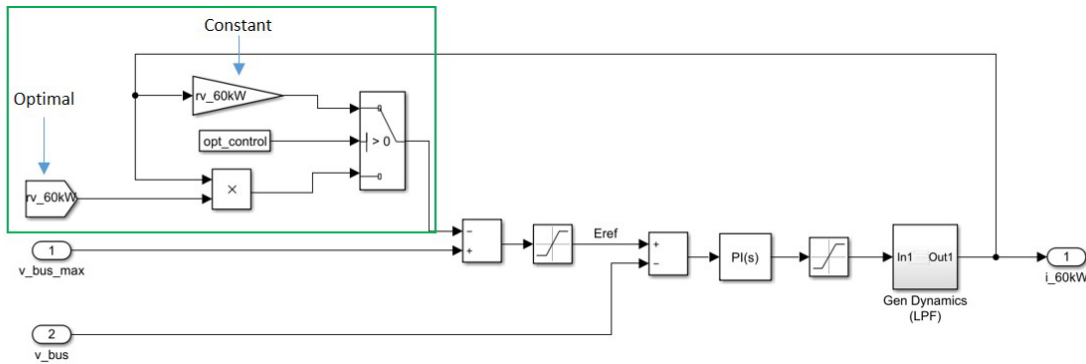 Constant
Optimal
rv_60kW
opt_control
> 0
rv_60kW
×
1
v_bus_max
−
+
Eref
+
−
PI(s)
In1 Out1
Gen Dynamics
(LPF)
1
i_60kW
2
v_bus